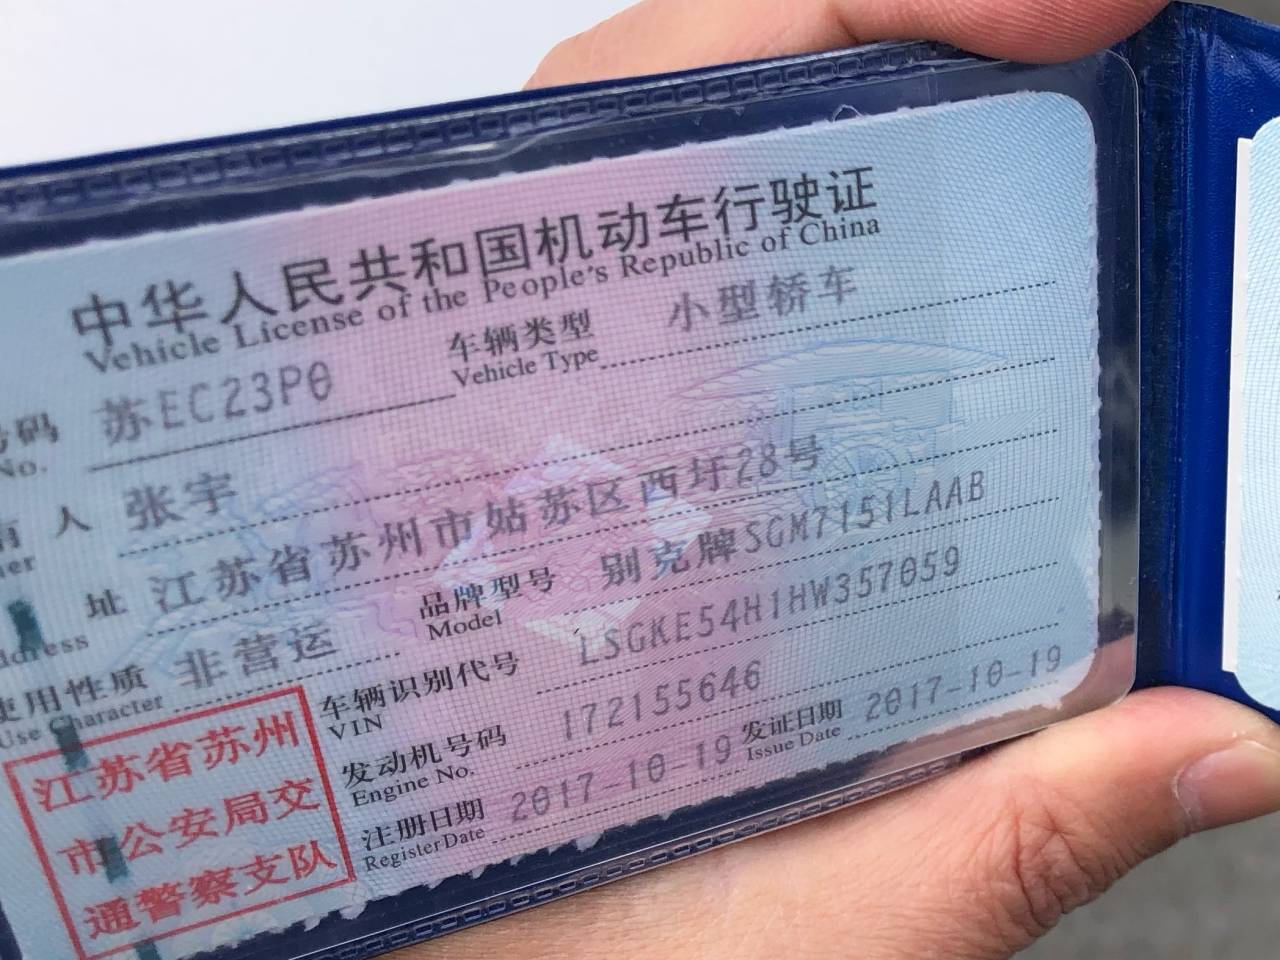 中华人民共和国机动车行驶证
Vehicle License of the People's Republic of China
号码 苏EC23P0 车辆类型 小型轿车
No. Vehicle Type
人 张宇
址 江苏省苏州市姑苏区西圩28号
使用性质 非营运 品牌型号 别克牌SGM7151LAAB
Use Character Model
车辆识别代号 LSGKE54H1HW357059
VIN
发动机号码 172155646
Engine No.
注册日期 2017-10-19 发证日期 2017-10-19
Register Date Issue Date
江苏省苏州
市公安局交
通警察支队